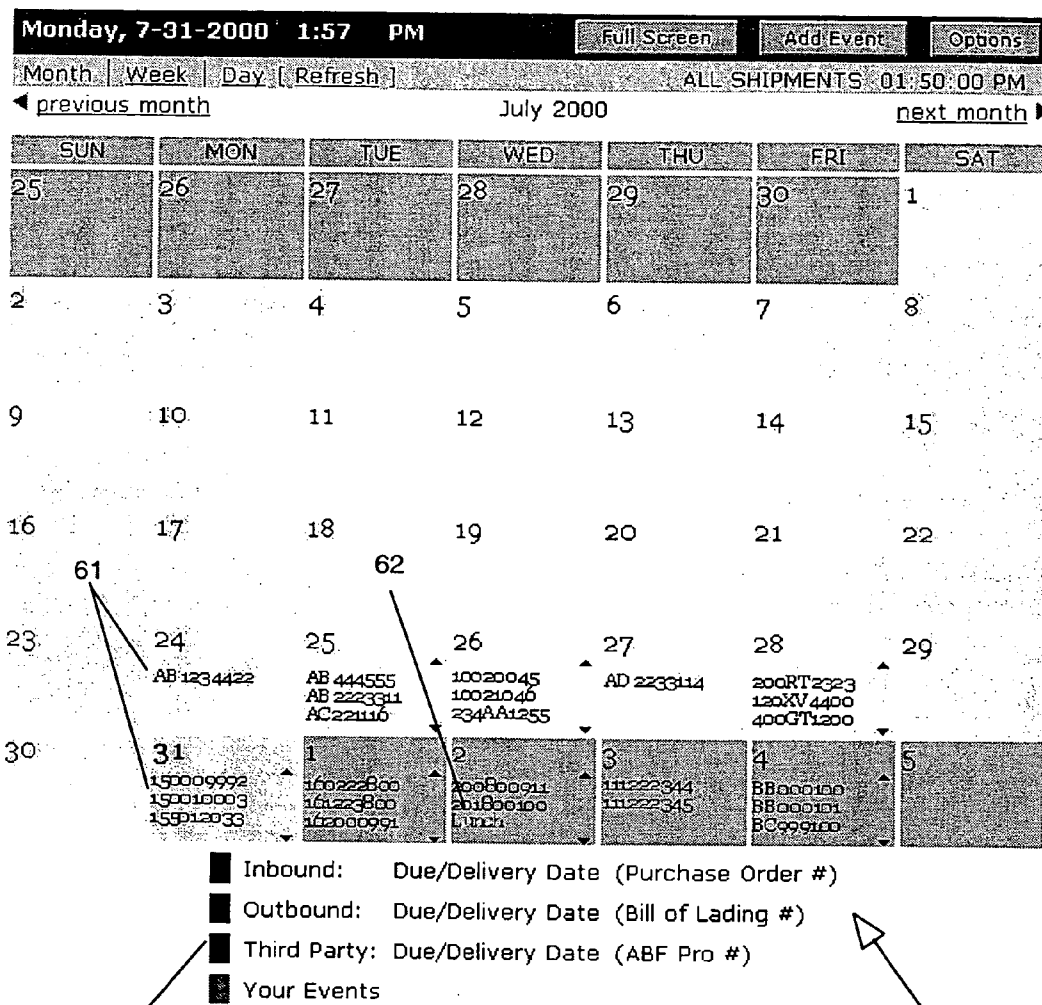 Monday, 7-31-2000 1:57 PM Full Screen Add Event Options
Month | Week | Day [ Refresh ] ALL SHIPMENTS 01:50:00 PM
previous month July 2000 next month
SUN MON TUE WED THU FRI SAT
25 26 27 28 29 30 1
2 3 4 5 6 7 8
9 10 11 12 13 14 15
16 17 18 19 20 21 22
61 62
23 24 25 26 27 28 29
AB 1234422 AB 444555 10020045 AD 2233114 200RT2323
AB 2223311 10021046 120XV4400
AC221116 234AA1255 400GT1200
30 31 1 2 3 4 5
150009992 160222800 200800911 111222344 BB000100
150010003 161223800 201800100 111222345 BB000101
155012033 162000991 Lunch BC999100
Inbound: Due/Delivery Date (Purchase Order #)
Outbound: Due/Delivery Date (Bill of Lading #)
Third Party: Due/Delivery Date (ABF Pro #)
Your Events